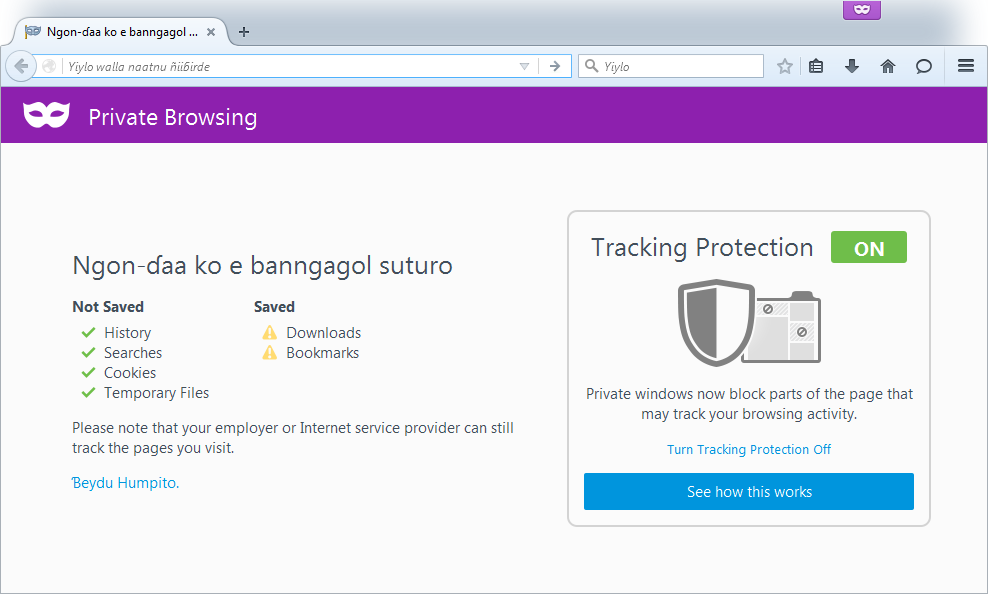 Ngon-ɗaa ko e banngagol ...
Yiylo walla naatnu ñiiɓirde
Yiylo
Private Browsing
Ngon-ɗaa ko e banngagol suturo
Not Saved
History
Searches
Cookies
Temporary Files
Saved
Downloads
Bookmarks
Please note that your employer or Internet service provider can still
track the pages you visit.
Ɓeydu Humpito.
Tracking Protection
ON
Private windows now block parts of the page that
may track your browsing activity.
Turn Tracking Protection Off
See how this works